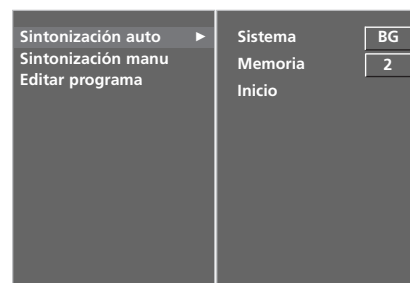 Sintonización auto ►
Sintonización manu
Editar programa
Sistema BG
Memoria 2
Inicio